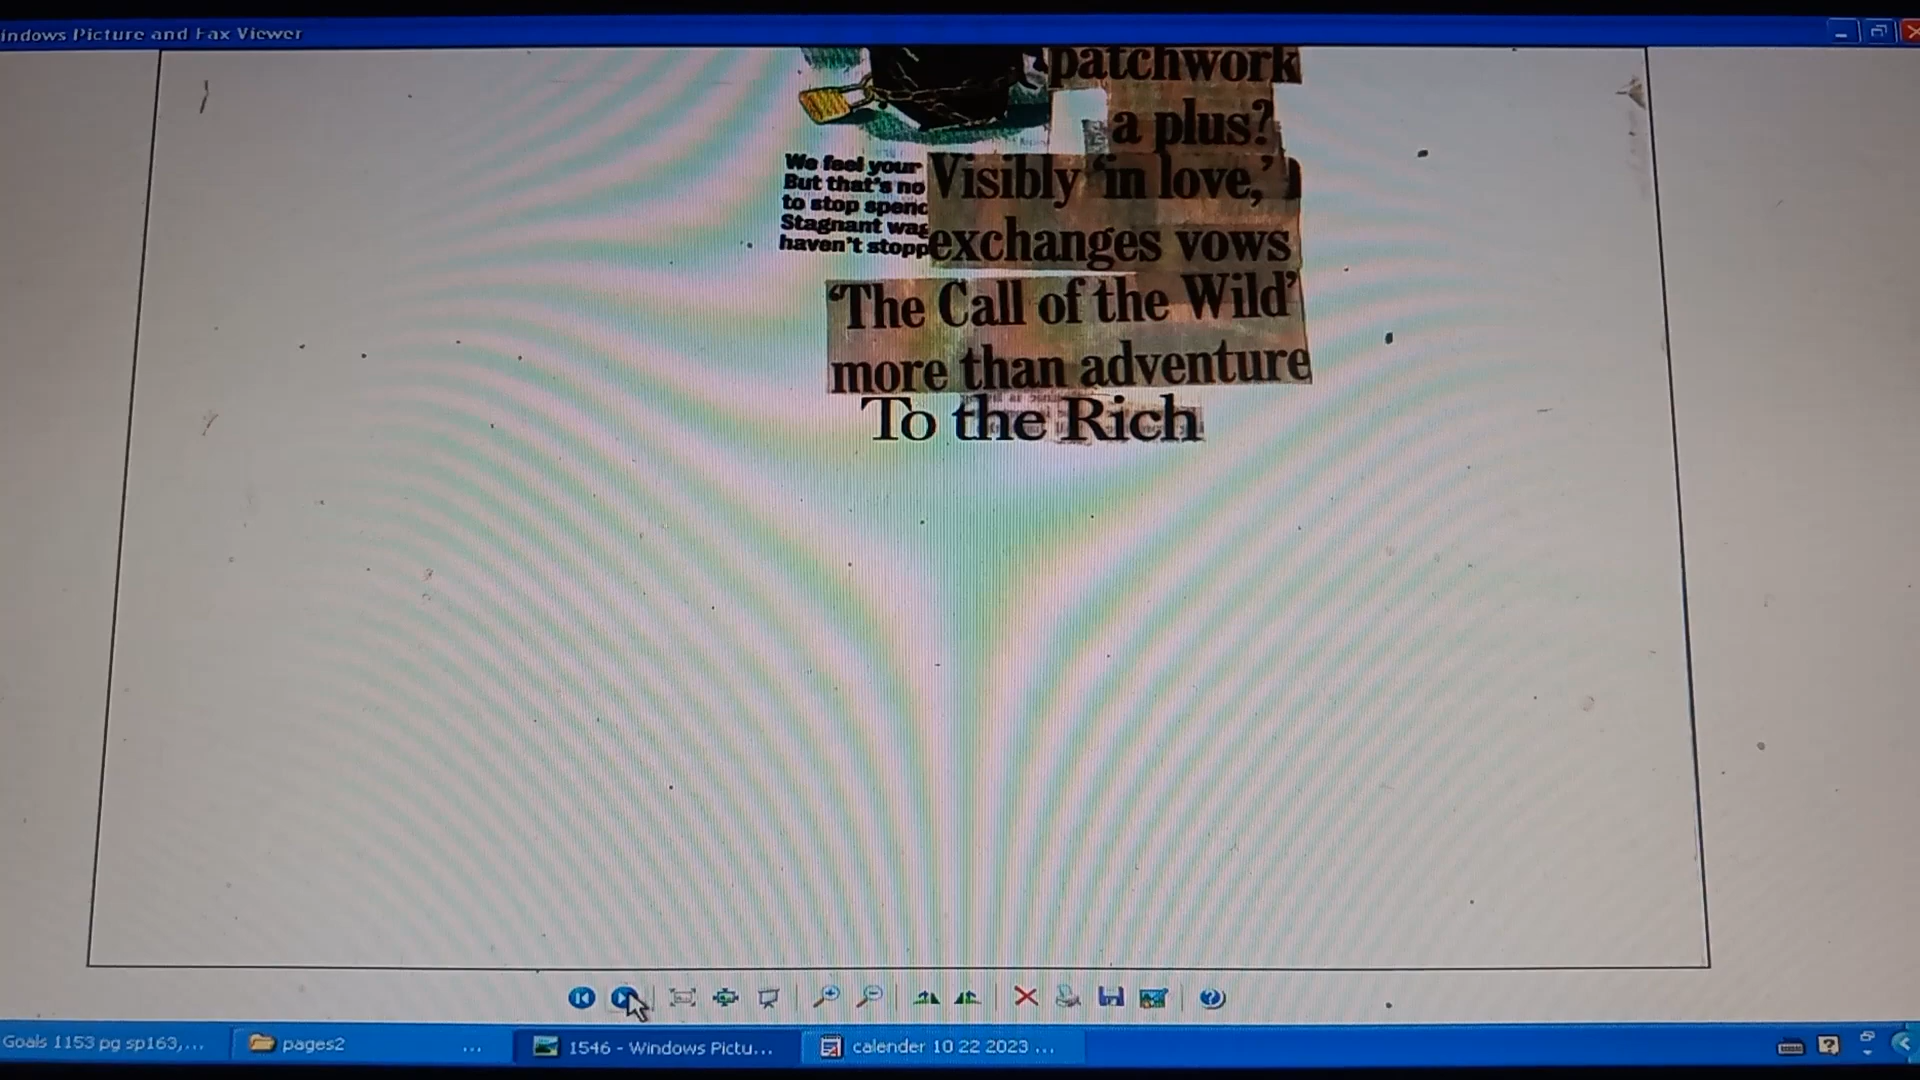 indows Picture and Fax Viewer
patchwork
a plus?
We feel your
But that's no
to stop spend
Stagnant wag
haven't stopp
Visibly 'in love,'
exchanges vows
'The Call of the Wild'
more than adventure
To the Rich
Goals 1153 pg sp163,...
pages2 ...
1546 - Windows Pictu...
calender 10 22 2023 ...